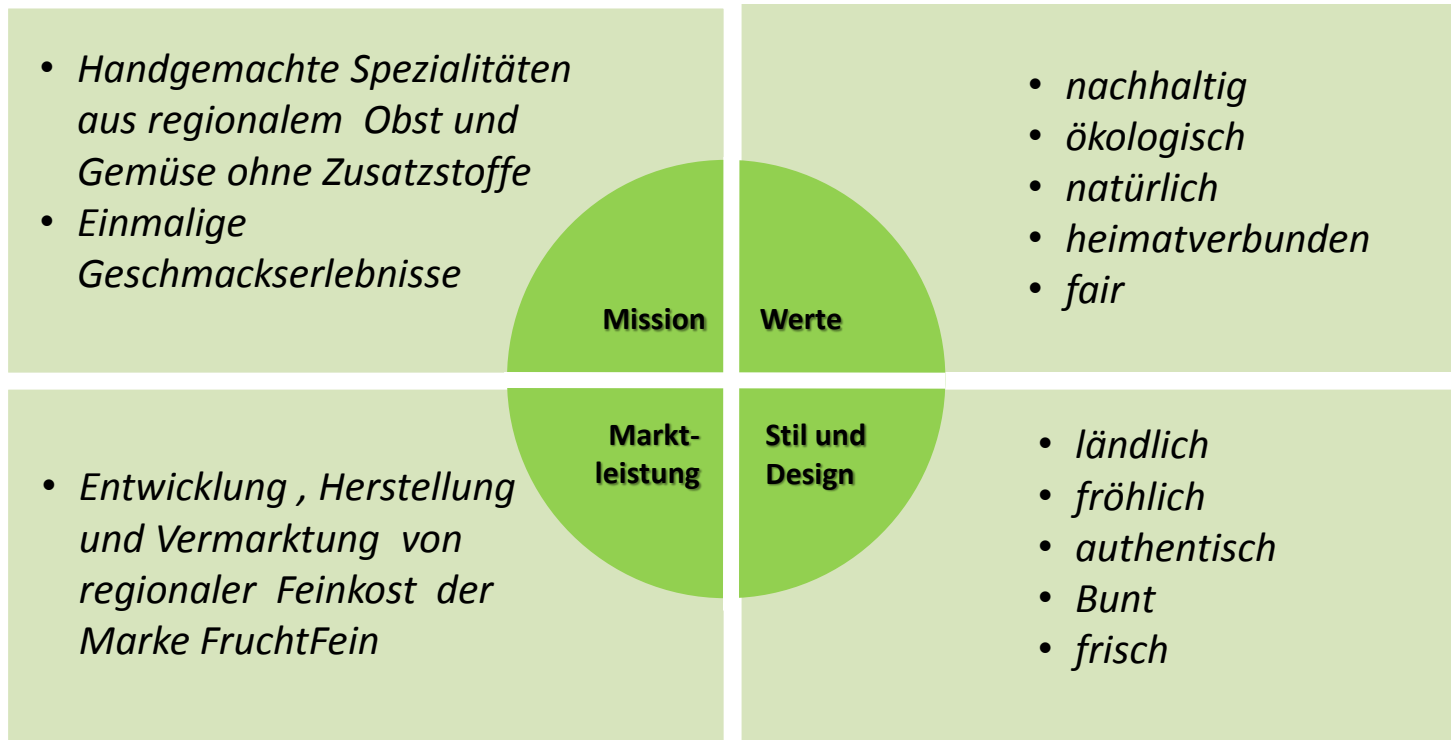 • Handgemachte Spezialitäten
aus regionalem Obst und
Gemüse ohne Zusatzstoffe
• Einmalige
Geschmackserlebnisse
Mission
Werte
• nachhaltig
• ökologisch
• natürlich
• heimatverbunden
• fair
Markt-
leistung
• Entwicklung , Herstellung
und Vermarktung von
regionaler Feinkost der
Marke FruchtFein
Stil und
Design
• ländlich
• fröhlich
• authentisch
• Bunt
• frisch